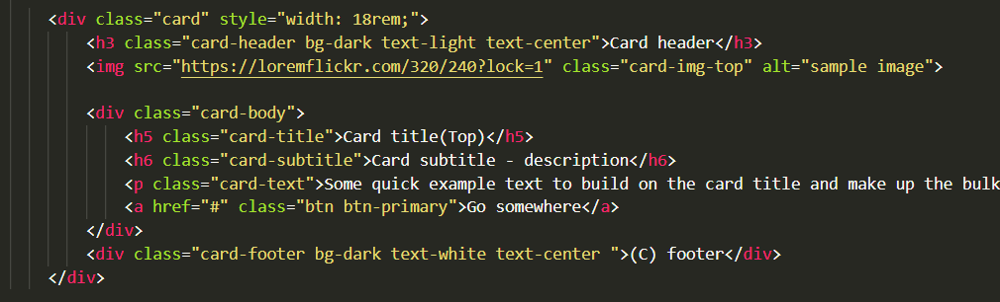 <div class="card" style="width: 18rem;">
<h3 class="card-header bg-dark text-light text-center">Card header</h3>
<img src="https://loremflickr.com/320/240?lock=1" class="card-img-top" alt="sample image">
<div class="card-body">
<h5 class="card-title">Card title(Top)</h5>
<h6 class="card-subtitle">Card subtitle - description</h6>
<p class="card-text">Some quick example text to build on the card title and make up the bulk
<a href="#" class="btn btn-primary">Go somewhere</a>
</div>
<div class="card-footer bg-dark text-white text-center ">(C) footer</div>
</div>